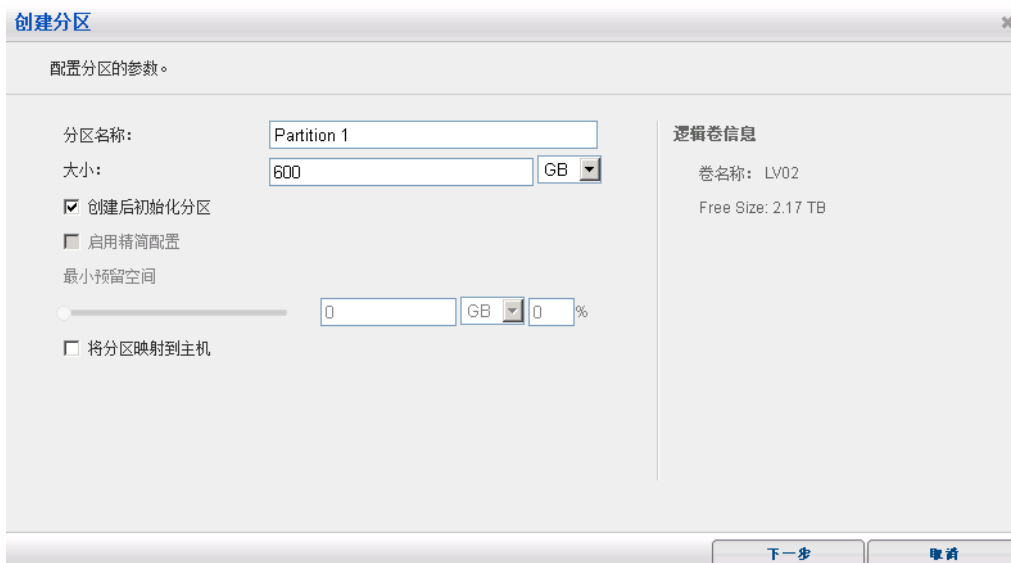 创建分区
配置分区的参数。
分区名称:
Partition 1
大小:
600
GB
创建后初始化分区
启用精简配置
最小预留空间
0
GB
0
%
将分区映射到主机
逻辑卷信息
卷名称: LV02
Free Size: 2.17 TB
下一步
取消